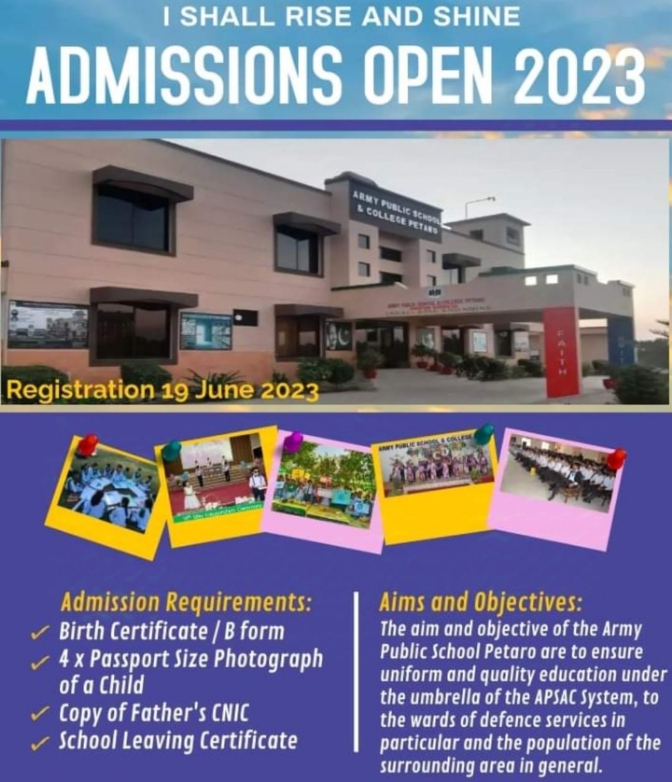 I SHALL RISE AND SHINE
ADMISSIONS OPEN 2023
ARMY PUBLIC SCHOOL
& COLLEGE PETARO
FAITH
Registration 19 June 2023
ARMY PUBLIC SCHOOL & COLLEGE
Admission Requirements:
✓ Birth Certificate / B form
✓ 4 x Passport Size Photograph
of a Child
✓ Copy of Father's CNIC
✓ School Leaving Certificate
Aims and Objectives:
The aim and objective of the Army
Public School Petaro are to ensure
uniform and quality education under
the umbrella of the APSAC System, to
the wards of defence services in
particular and the population of the
surrounding area in general.